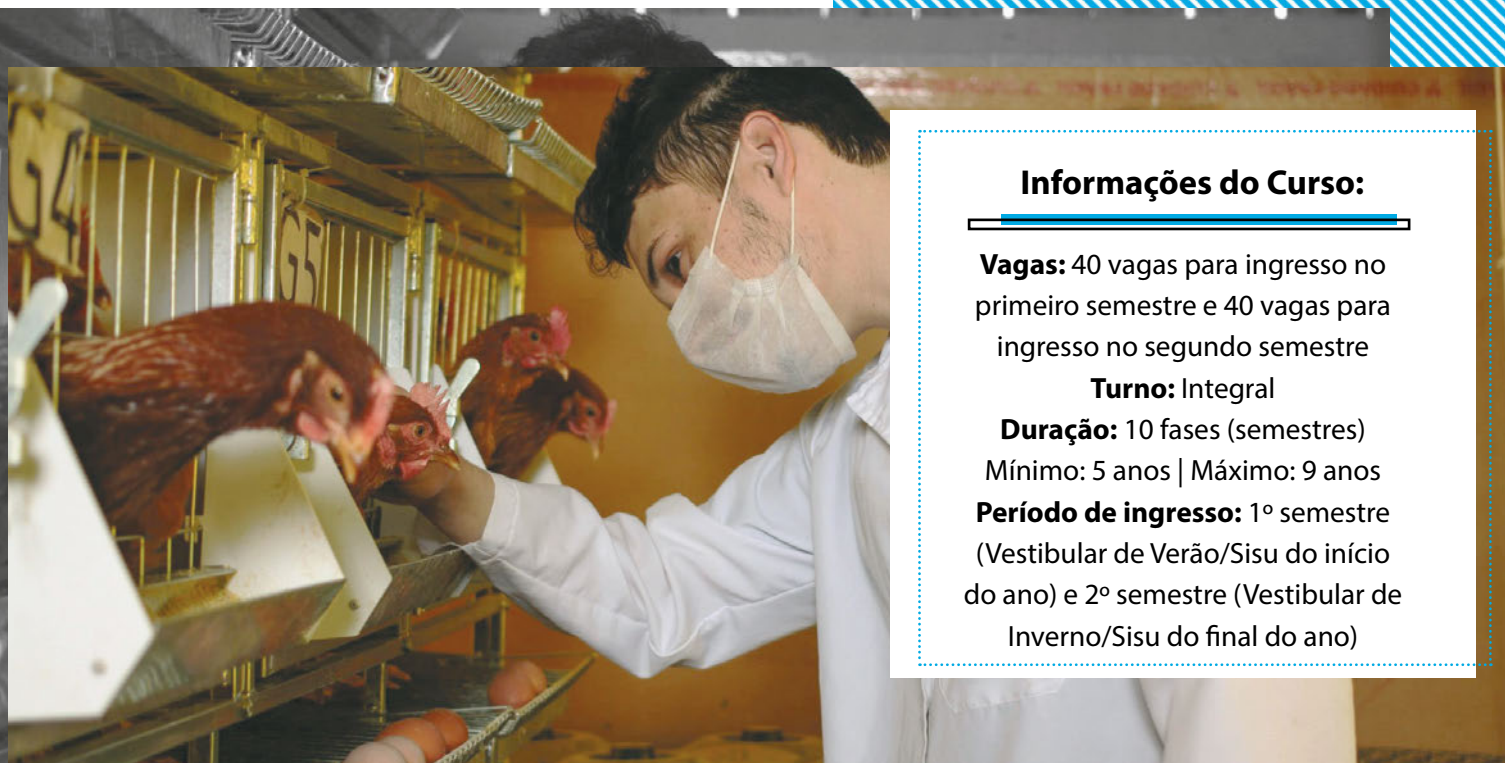 G4
G5
Informações do Curso:
Vagas: 40 vagas para ingresso no
primeiro semestre e 40 vagas para
ingresso no segundo semestre
Turno: Integral
Duração: 10 fases (semestres)
Mínimo: 5 anos | Máximo: 9 anos
Período de ingresso: 1º semestre
(Vestibular de Verão/Sisu do início
do ano) e 2º semestre (Vestibular de
Inverno/Sisu do final do ano)